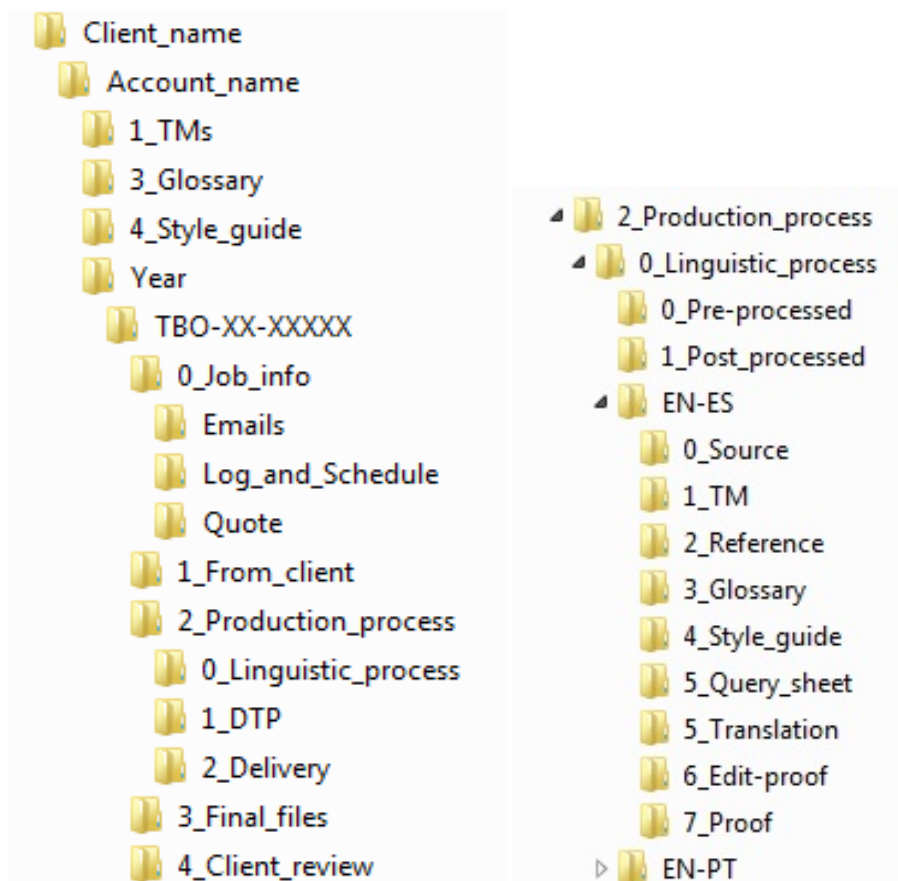 Client_name
Account_name
1_TMs
3_Glossary
4_Style_guide
Year
TBO-XX-XXXXX
0_Job_info
Emails
Log_and_Schedule
Quote
1_From_client
2_Production_process
0_Linguistic_process
1_DTP
2_Delivery
3_Final_files
4_Client_review
2_Production_process
0_Linguistic_process
0_Pre-processed
1_Post_processed
EN-ES
0_Source
1_TM
2_Reference
3_Glossary
4_Style_guide
5_Query_sheet
5_Translation
6_Edit-proof
7_Proof
EN-PT